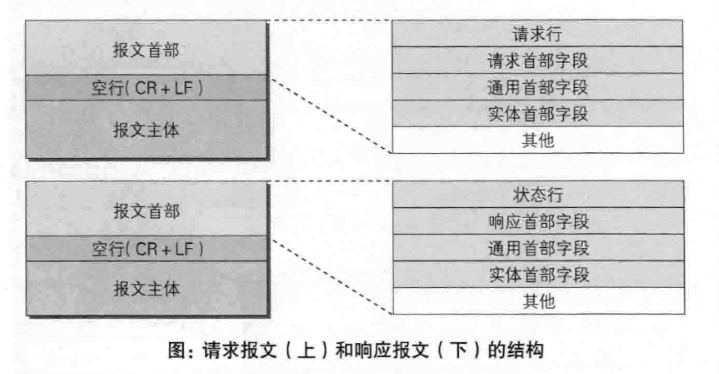 报文首部
空行(CR+LF)
报文主体
请求行
请求首部字段
通用首部字段
实体首部字段
其他
报文首部
空行(CR+LF)
报文主体
状态行
响应首部字段
通用首部字段
实体首部字段
其他
图:请求报文(上)和响应报文(下)的结构